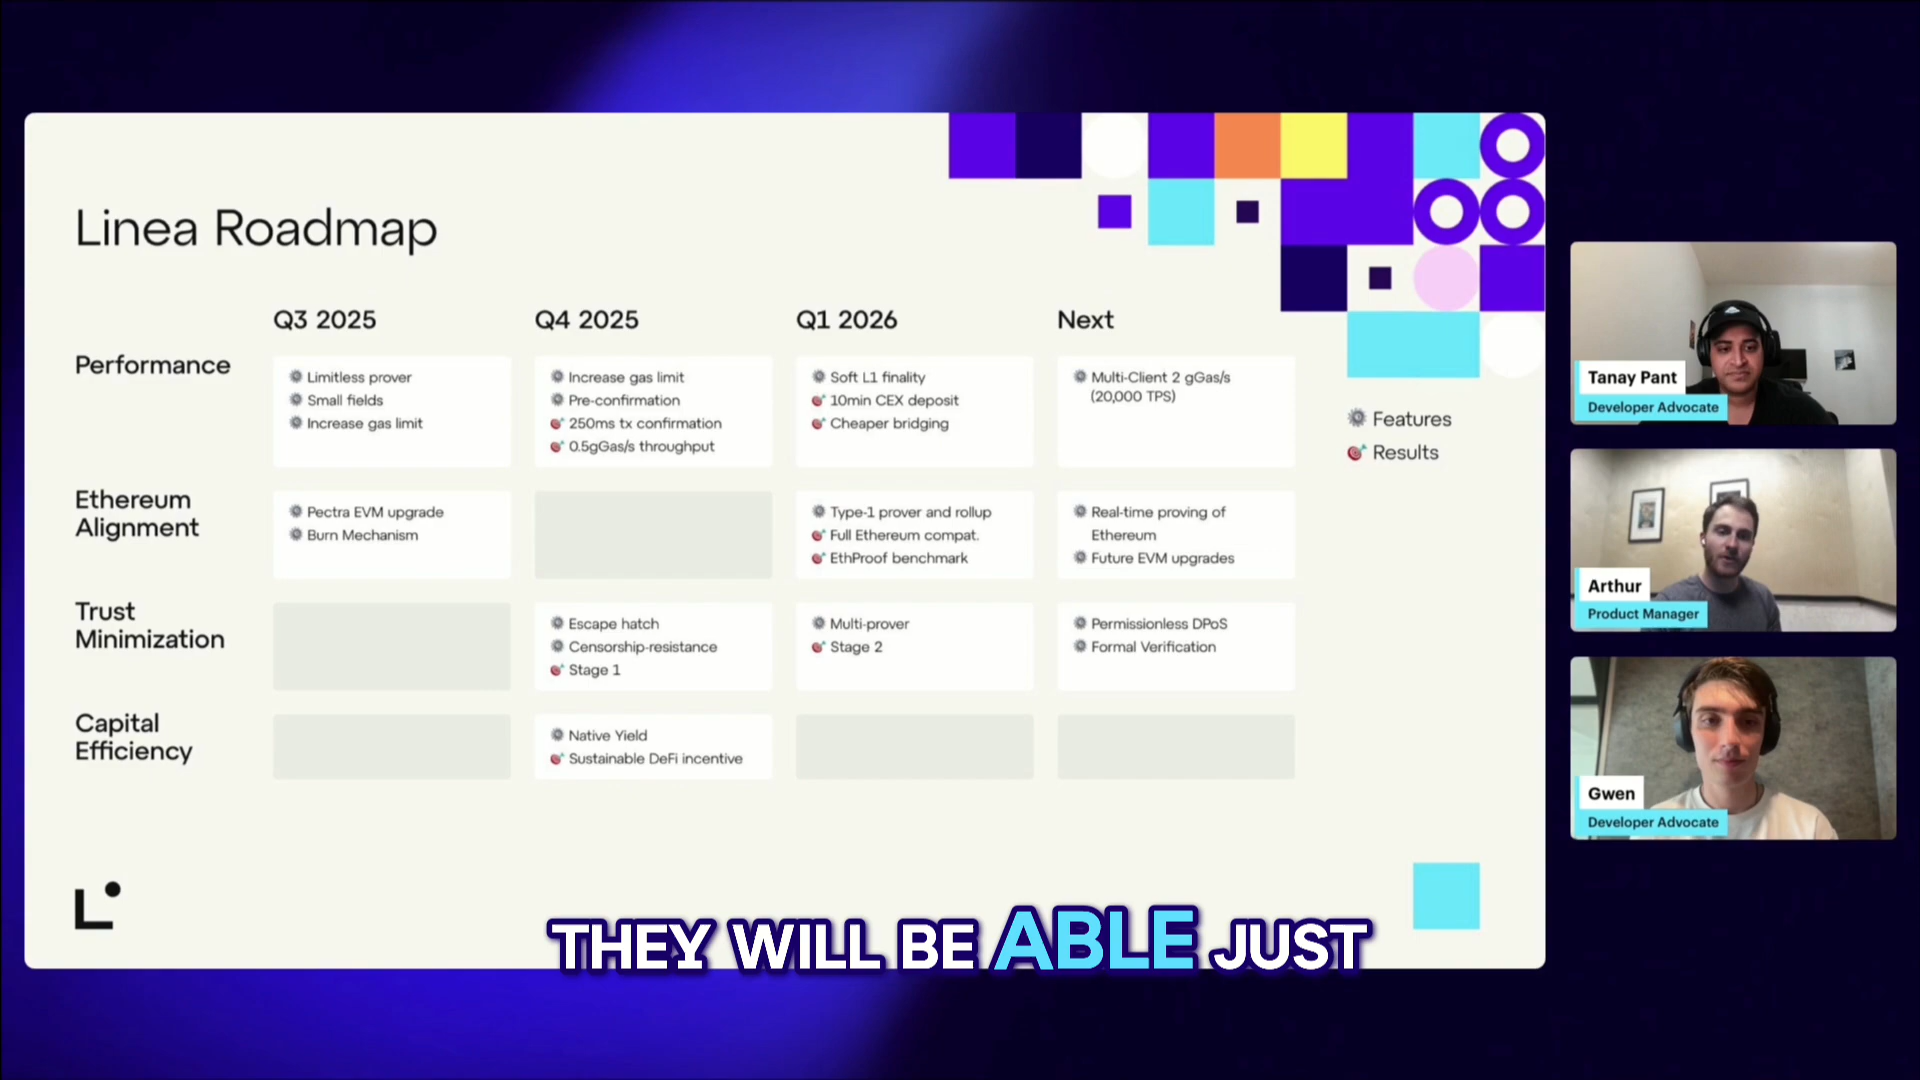 Linea Roadmap
Q3 2025
Q4 2025
Q1 2026
Next
Performance
Limitless prover
Small fields
Increase gas limit
Increase gas limit
Pre-confirmation
250ms tx confirmation
0.5gGas/s throughput
Soft L1 finality
10min CEX deposit
Cheaper bridging
Multi-Client 2 gGas/s
(20,000 TPS)
Features
Results
Ethereum
Alignment
Pectra EVM upgrade
Burn Mechanism
Type-1 prover and rollup
Full Ethereum compat.
EthProof benchmark
Real-time proving of
Ethereum
Future EVM upgrades
Trust
Minimization
Escape hatch
Censorship-resistance
Stage 1
Multi-prover
Stage 2
Permissionless DPoS
Formal Verification
Capital
Efficiency
Native Yield
Sustainable DeFi incentive
THEY WILL BE ABLE JUST
Tanay Pant
Developer Advocate
Arthur
Product Manager
Gwen
Developer Advocate